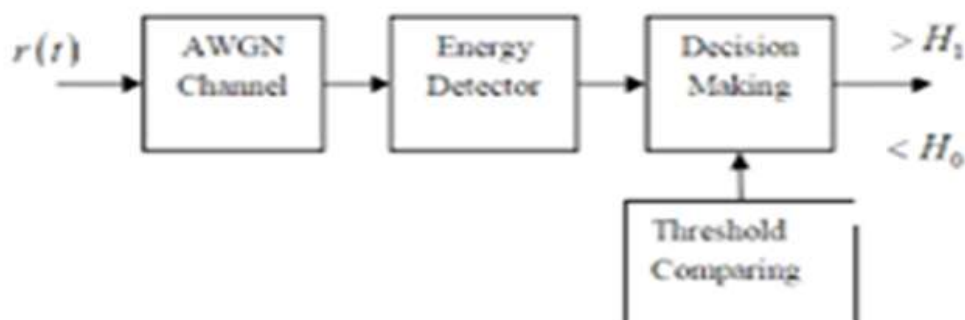 r(t)
AWGN
Channel
Energy
Detector
Decision
Making
> H₁
< H₀
Threshold
Comparing